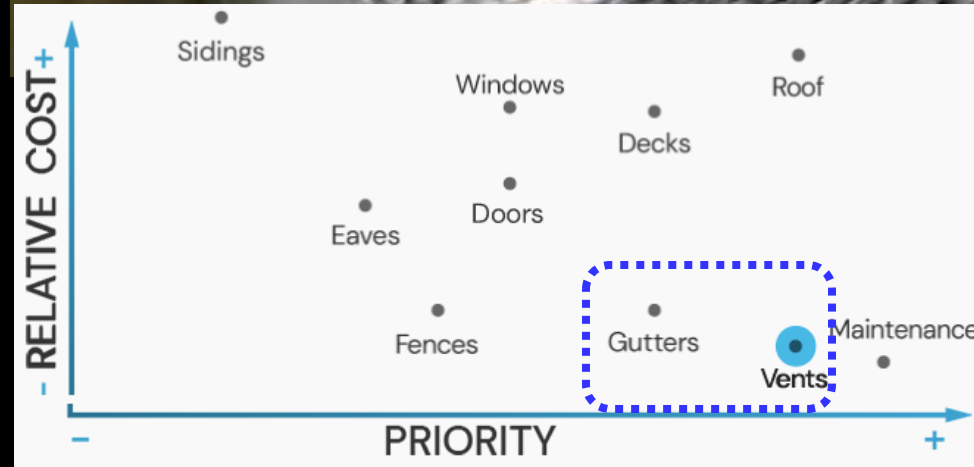 Sidings
Windows
Roof
Decks
Doors
Eaves
Gutters
Maintenance
Fences
Vents
+
RELATIVE COST
-
-
PRIORITY
+